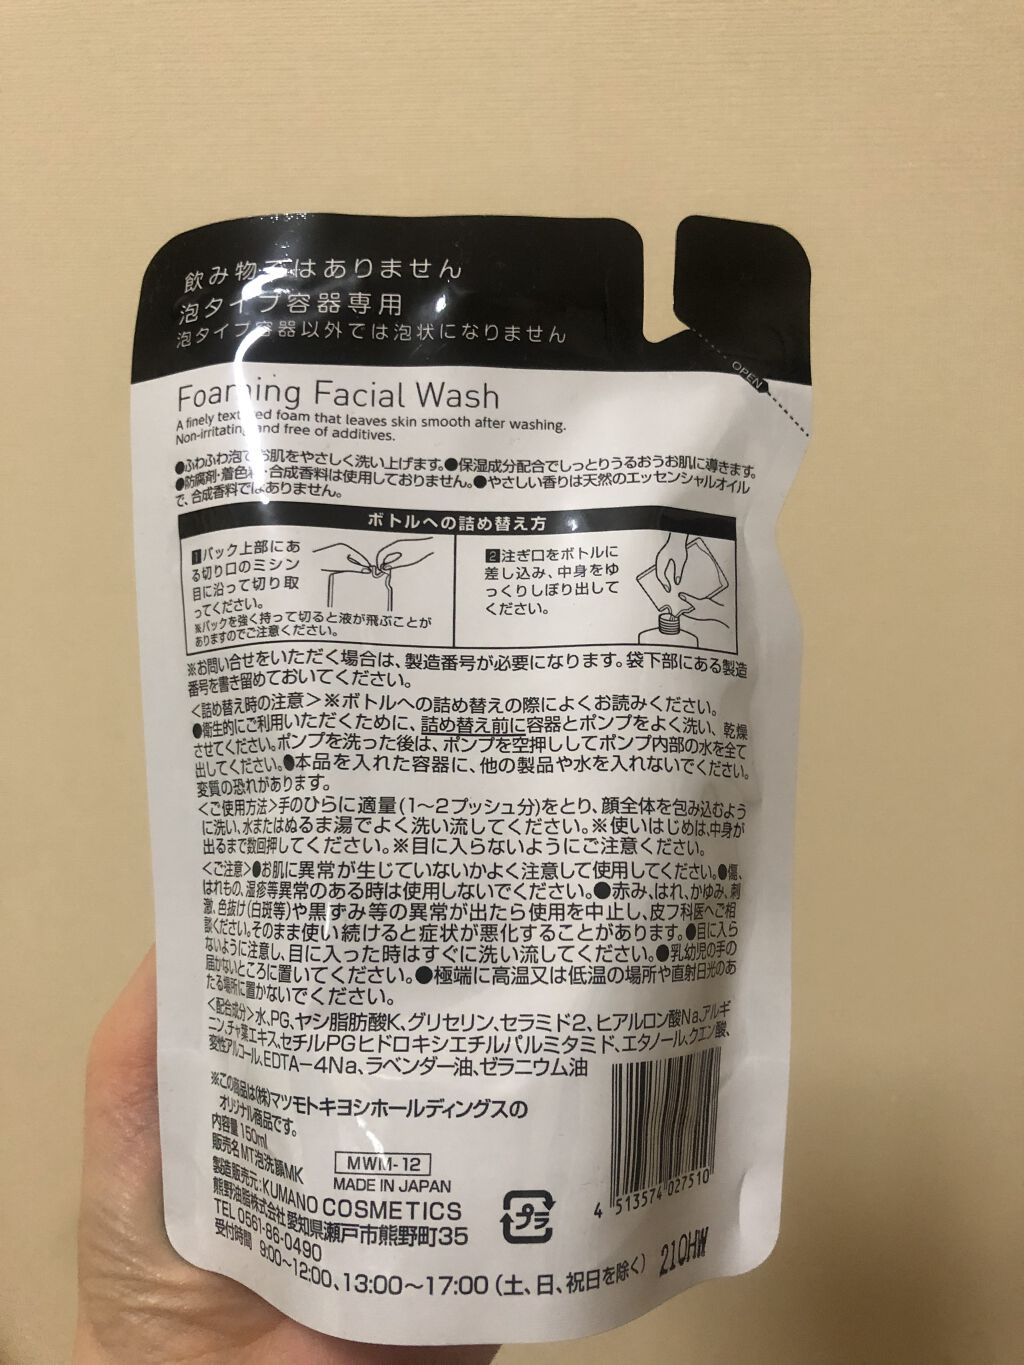 飲み物ではありません
泡タイプ容器専用
泡タイプ容器以外では泡状になりません
OPEN
Foaming Facial Wash
A finely textured foam that leaves skin smooth after washing.
Non-irritating and free of additives.
●ふわふわ泡でお肌をやさしく洗い上げます。●保湿成分配合でしっとりうるおうお肌に導きます。
●防腐剤・着色料・合成香料は使用しておりません。●やさしい香りは天然のエッセンシャルオイル
で、合成香料ではありません。
ボトルへの詰め替え方
1パック上部にあ
る切り口のミシン
目に沿って切り取
ってください。
※パックを強く持って切ると液が飛ぶことが
ありますのでご注意ください。
2注ぎ口をボトルに
差し込み、中身をゆ
っくりしぼり出して
ください。
※お問い合せをいただく場合は、製造番号が必要になります。袋下部にある製造
番号を書き留めておいてください。
<詰め替え時の注意>※ボトルへの詰め替えの際によくお読みください。
●衛生的にご利用いただくために、詰め替え前に容器とポンプをよく洗い、乾燥
させてください。ポンプを洗った後は、ポンプを空押ししてポンプ内部の水を全て
出してください。●本品を入れた容器に、他の製品や水を入れないでください。
変質の恐れがあります。
<ご使用方法>手のひらに適量(1～2プッシュ分)をとり、顔全体を包み込むよう
に洗い、水またはぬるま湯でよく洗い流してください。※使いはじめは、中身が
出るまで数回押してください。※目に入らないようにご注意ください。
<ご注意>●お肌に異常が生じていないかよく注意して使用してください。●傷、
はれもの、湿疹等異常のある時は使用しないでください。●赤み、はれ、かゆみ、刺
激、色抜け(白斑等)や黒ずみ等の異常が出たら使用を中止し、皮フ科医へご相
談ください。そのまま使い続けると症状が悪化することがあります。●目に入ら
ないように注意し、目に入った時はすぐに洗い流してください。●乳幼児の手の
届かないところに置いてください。●極端に高温又は低温の場所や直射日光のあ
たる場所に置かないでください。
<配合成分>水、PG、ヤシ脂肪酸K、グリセリン、セラミド2、ヒアルロン酸Na、アルギ
ニン、チャ葉エキス、セチルPGヒドロキシエチルパルミタミド、エタノール、クエン酸、
変性アルコール、EDTA-4Na、ラベンダー油、ゼラニウム油
※この商品は(株)マツモトキヨシホールディングスの
オリジナル商品です。
内容量150ml
販売名MT泡洗顔MK
MWM-12
MADE IN JAPAN
製造販売元:KUMANO COSMETICS
熊野油脂株式会社 愛知県瀬戸市熊野町35
TEL 0561-86-0490
受付時間 9:00～12:00、13:00～17:00(土、日、祝日を除く)
プラ
4 513574 027510
210HW